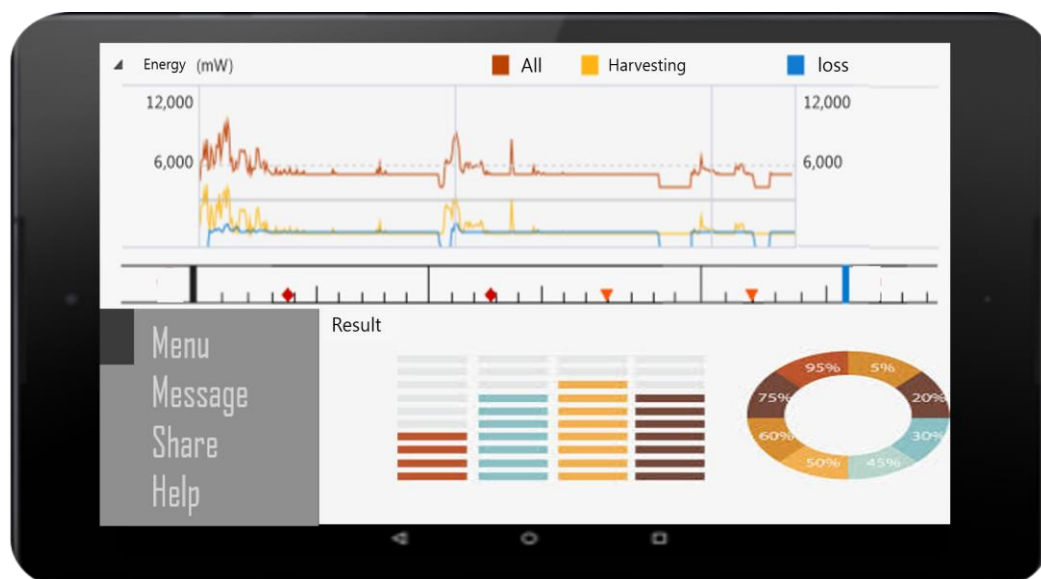 Energy (mW) All Harvesting loss
12,000 12,000
6,000 6,000
Result
Menu
Message
Share
Help
95% 5%
75% 20%
60% 30%
50% 45%